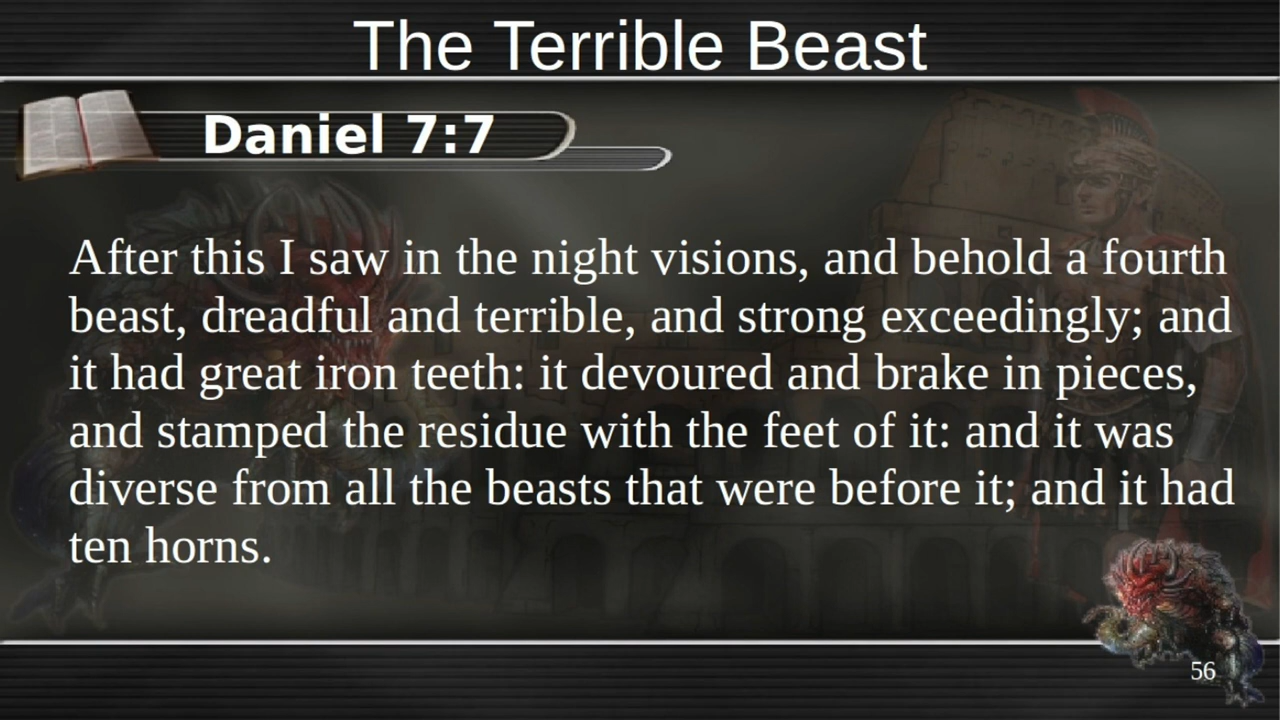 The Terrible Beast
Daniel 7:7
After this I saw in the night visions, and behold a fourth
beast, dreadful and terrible, and strong exceedingly; and
it had great iron teeth: it devoured and brake in pieces,
and stamped the residue with the feet of it: and it was
diverse from all the beasts that were before it; and it had
ten horns.
56